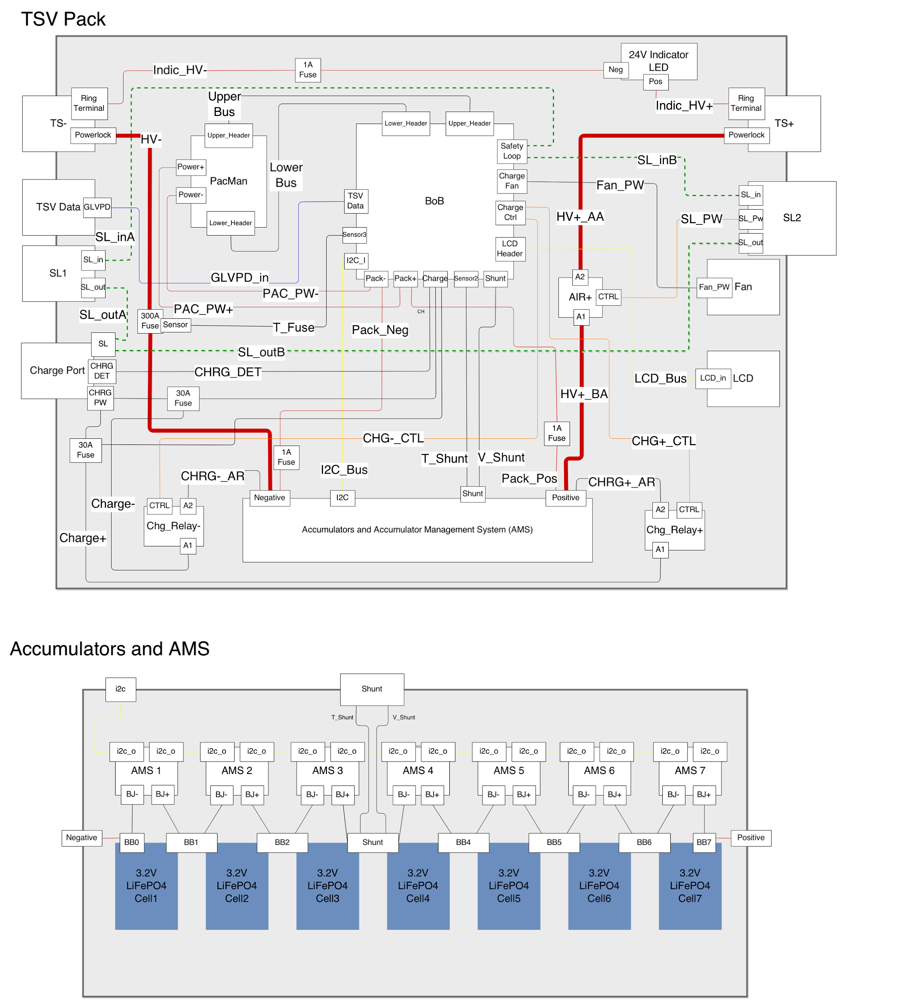 TSV Pack
24V Indicator
LED
Neg
Pos
Indic_HV-
1A
Fuse
Indic_HV+
Ring
Terminal
TS-
Powerlock
HV-
Upper
Bus
Upper_Header
Power+
PacMan
Power-
Lower_Header
Lower
Bus
Lower_Header
Upper_Header
Safety
Loop
Charge
Fan
Charge
Ctrl
LCD
Header
BoB
TSV
Data
Sensor3
I2C_I
Pack-
Pack+
Charge
Sensor2
Shunt
Ring
Terminal
TS+
Powerlock
SL_inB
Fan_PW
HV+_AA
SL_PW
SL_in
SL_Pw
SL_out
SL2
TSV Data
GLVPD
SL_inA
SL_in
SL1
SL_out
GLVPD_in
PAC_PW-
PAC_PW+
CH
SL_outA
300A
Fuse
Sensor
T_Fuse
Pack_Neg
A2
AIR+
CTRL
A1
Fan_PW
Fan
SL
SL_outB
Charge Port
CHRG
DET
CHRG_DET
CHRG
PW
30A
Fuse
LCD_Bus
LCD_in
LCD
HV+_BA
30A
Fuse
CHG-_CTL
1A
Fuse
CHG+_CTL
1A
Fuse
T_Shunt
V_Shunt
I2C_Bus
CHRG-_AR
Pack_Pos
CHRG+_AR
Charge-
CTRL
A2
Chg_Relay-
A1
Charge+
Negative
I2C
Shunt
Positive
Accumulators and Accumulator Management System (AMS)
A2
CTRL
Chg_Relay+
A1
Accumulators and AMS
i2c
Shunt
T_Shunt
V_Shunt
i2c_o
i2c_o
i2c_o
i2c_o
i2c_o
i2c_o
i2c_o
i2c_o
i2c_o
i2c_o
i2c_o
i2c_o
i2c_o
i2c_o
AMS 1
AMS 2
AMS 3
AMS 4
AMS 5
AMS 6
AMS 7
BJ-
BJ+
BJ-
BJ+
BJ-
BJ+
BJ-
BJ+
BJ-
BJ+
BJ-
BJ+
BJ-
BJ+
Negative
BB0
BB1
BB2
Shunt
BB4
BB5
BB6
BB7
Positive
3.2V
LiFePO4
Cell1
3.2V
LiFePO4
Cell2
3.2V
LiFePO4
Cell3
3.2V
LiFePO4
Cell4
3.2V
LiFePO4
Cell5
3.2V
LiFePO4
Cell6
3.2V
LiFePO4
Cell7